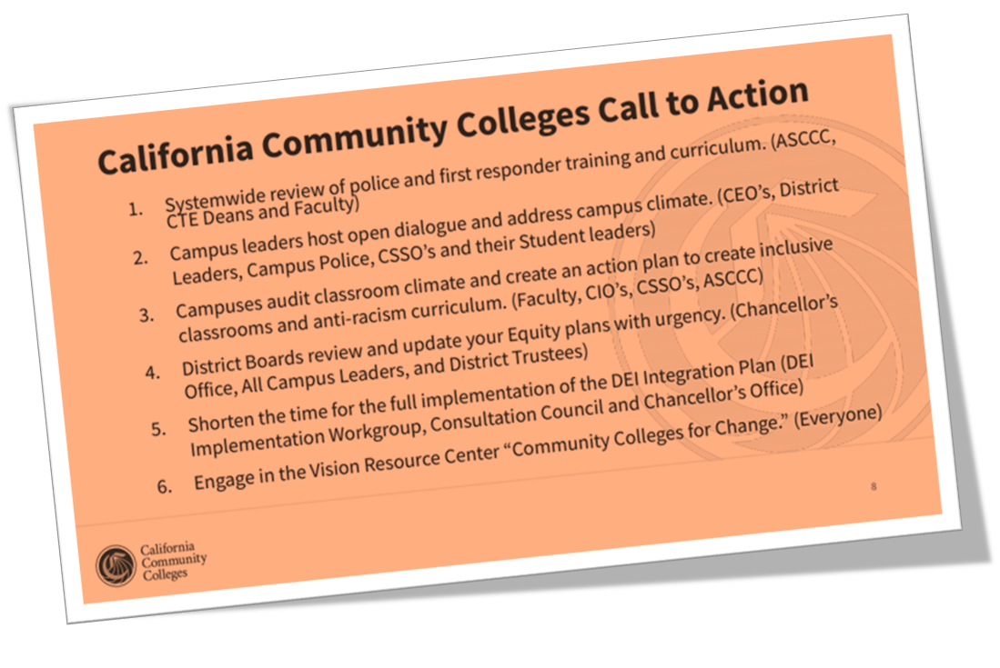 California Community Colleges Call to Action
1. Systemwide review of police and first responder training and curriculum. (ASCCC,
CTE Deans and Faculty)
2. Campus leaders host open dialogue and address campus climate. (CEO’s, District
Leaders, Campus Police, CSSO’s and their Student leaders)
3. Campuses audit classroom climate and create an action plan to create inclusive
classrooms and anti-racism curriculum. (Faculty, CIO’s, CSSO’s, ASCCC)
4. District Boards review and update your Equity plans with urgency. (Chancellor’s
Office, All Campus Leaders, and District Trustees)
5. Shorten the time for the full implementation of the DEI Integration Plan (DEI
Implementation Workgroup, Consultation Council and Chancellor’s Office)
6. Engage in the Vision Resource Center “Community Colleges for Change.” (Everyone)
8
California
Community
Colleges